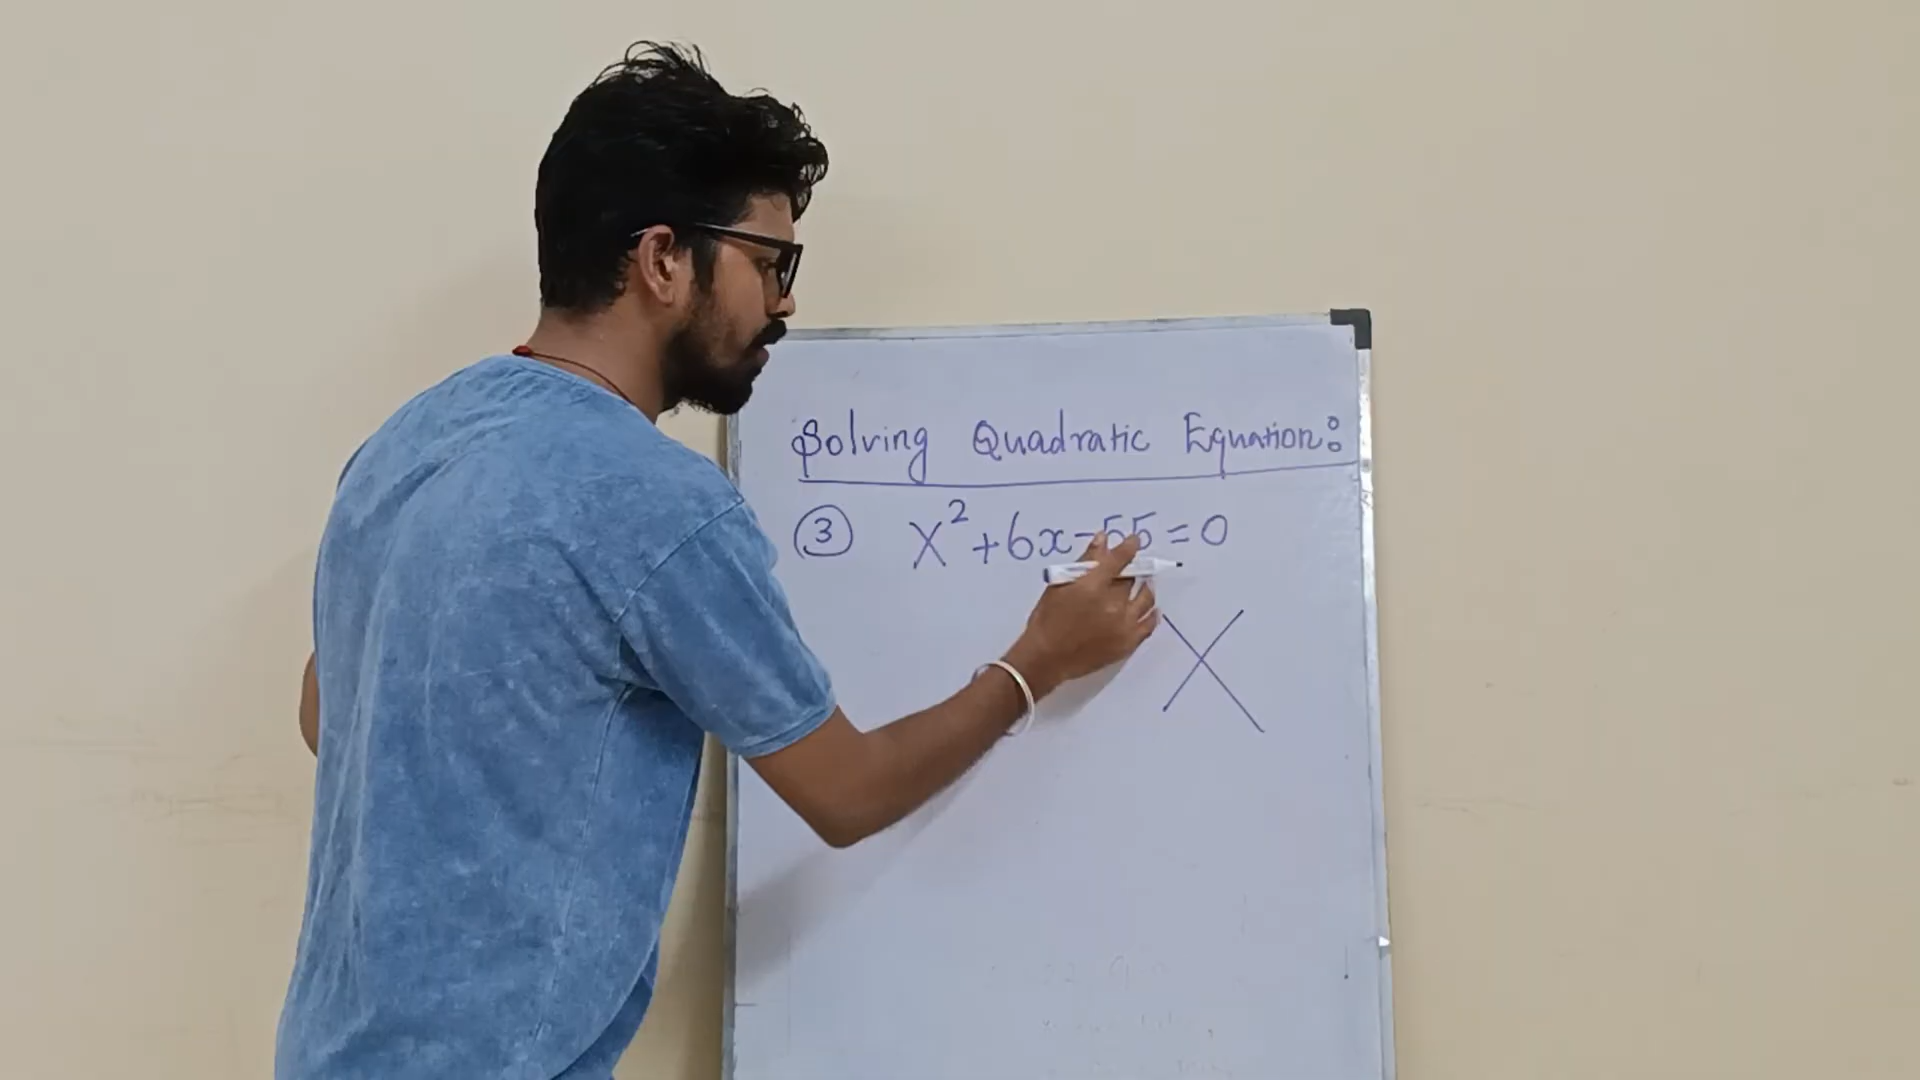 Solving Quadratic Equation:
③ x² + 6x - 55 = 0